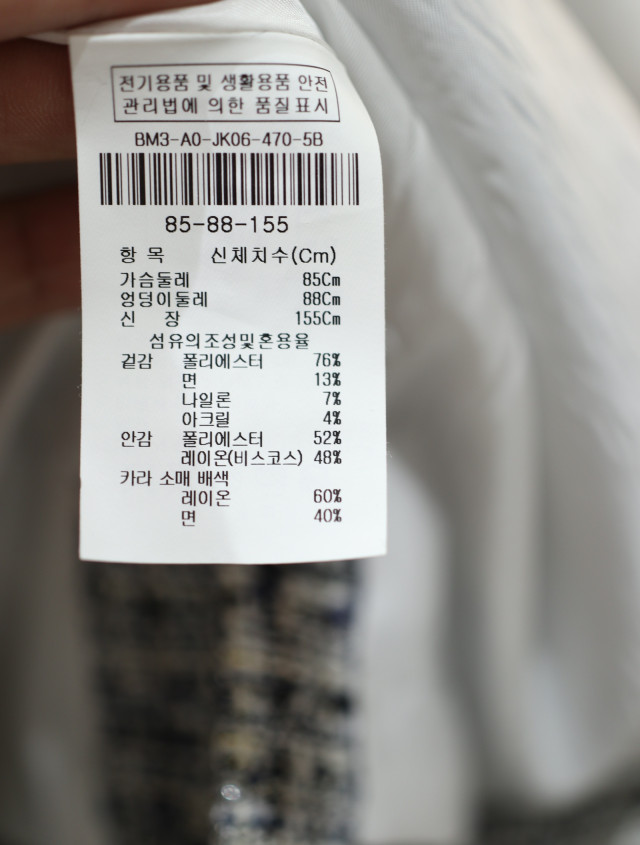 전기용품 및 생활용품 안전
관리법에 의한 품질표시
BM3-A0-JK06-470-5B
85-88-155
항 목 신체치수(Cm)
가슴둘레 85Cm
엉덩이둘레 88Cm
신 장 155Cm
섬유의조성및혼용율
겉감 폴리에스터 76%
면 13%
나일론 7%
아크릴 4%
안감 폴리에스터 52%
레이온(비스코스) 48%
카라 소매 배색
레이온 60%
면 40%